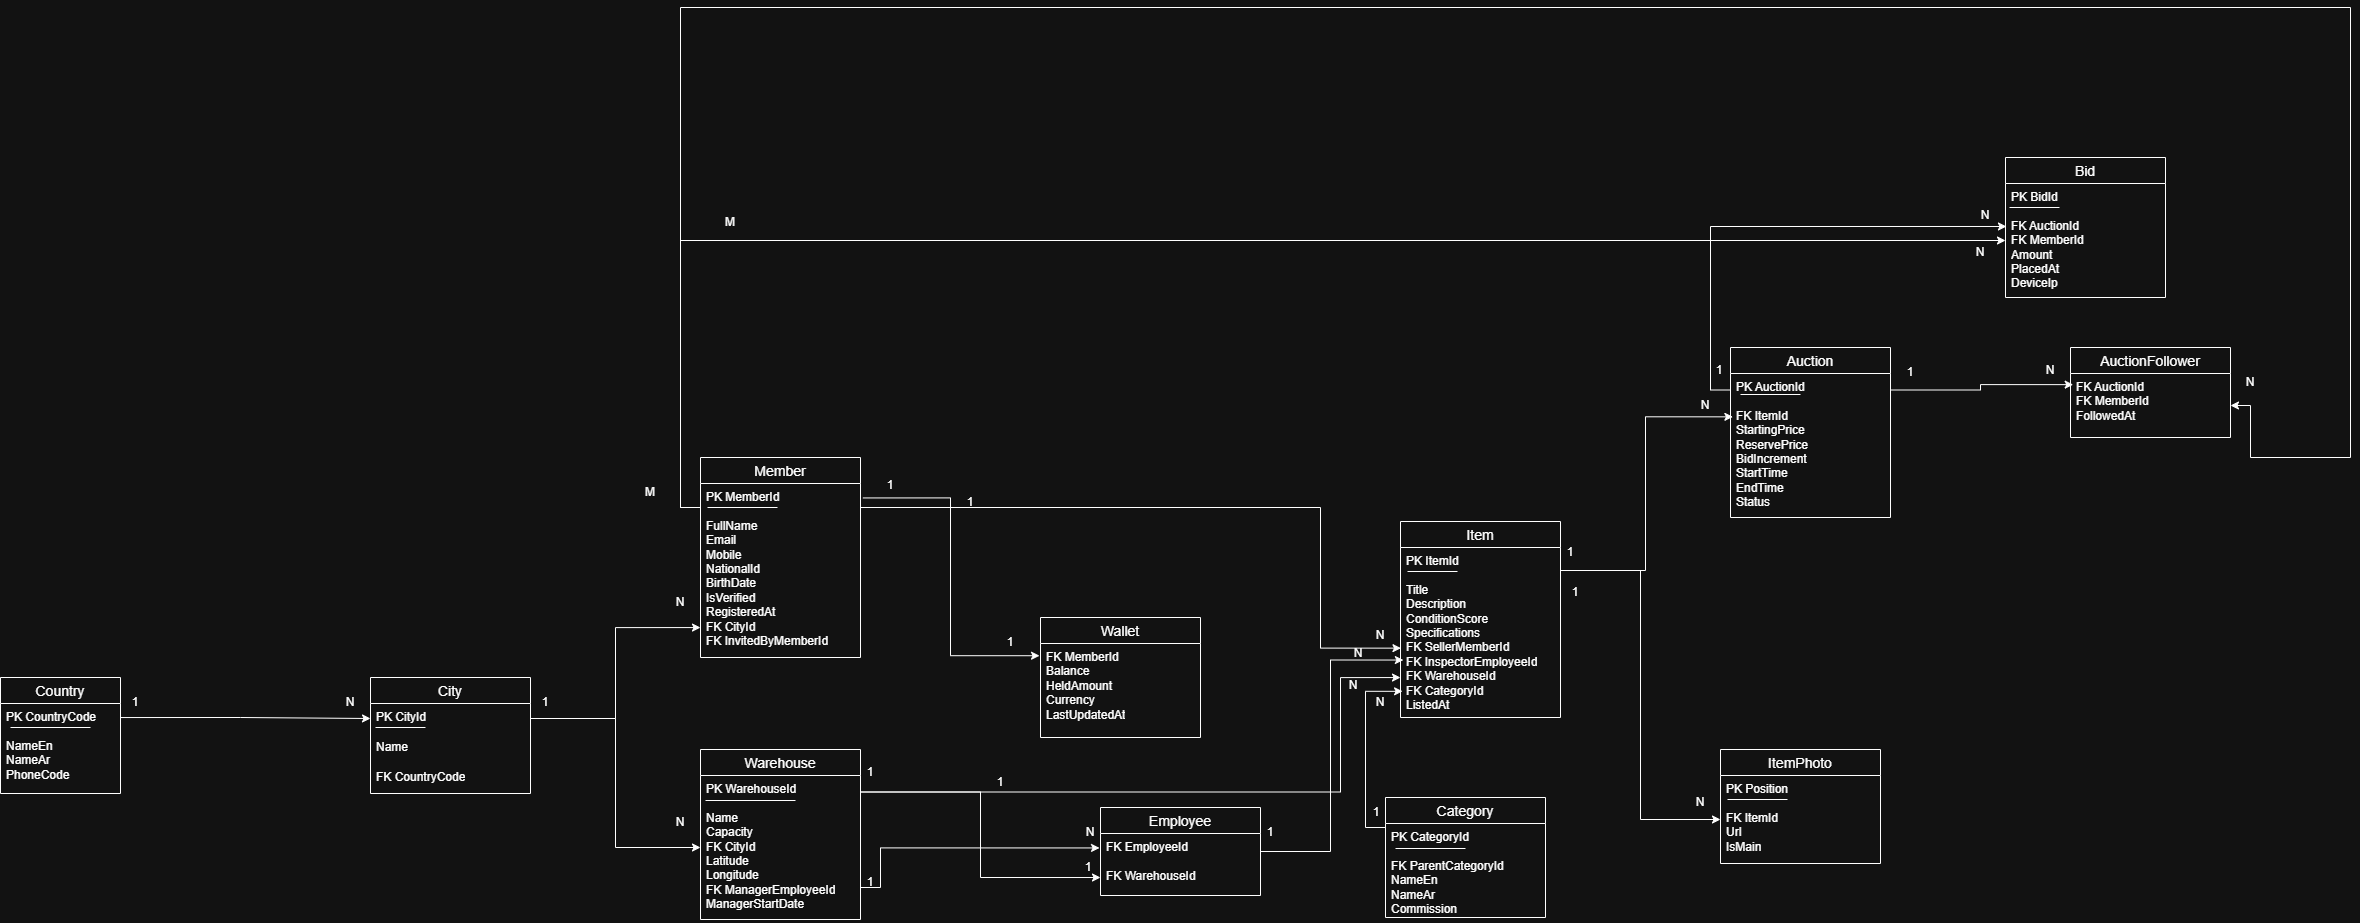 Bid
PK BidId
FK AuctionId
FK MemberId
Amount
PlacedAt
DeviceIp
M
N
N
Auction
PK AuctionId
FK ItemId
StartingPrice
ReservePrice
BidIncrement
StartTime
EndTime
Status
1
N
1
N
AuctionFollower
FK AuctionId
FK MemberId
FollowedAt
N
Member
PK MemberId
FullName
Email
Mobile
NationalId
BirthDate
IsVerified
RegisteredAt
FK CityId
FK InvitedByMemberId
M
N
1
1
Item
PK ItemId
Title
Description
ConditionScore
Specifications
FK SellerMemberId
FK InspectorEmployeeId
FK WarehouseId
FK CategoryId
ListedAt
1
1
N
N
N
N
Wallet
FK MemberId
Balance
HeldAmount
Currency
LastUpdatedAt
1
Country
PK CountryCode
NameEn
NameAr
PhoneCode
1
N
City
PK CityId
Name
FK CountryCode
1
N
Warehouse
PK WarehouseId
Name
Capacity
FK CityId
Latitude
Longitude
FK ManagerEmployeeId
ManagerStartDate
1
1
1
Employee
FK EmployeeId
FK WarehouseId
N
1
1
Category
PK CategoryId
FK ParentCategoryId
NameEn
NameAr
Commission
1
ItemPhoto
PK Position
FK ItemId
Url
IsMain
N